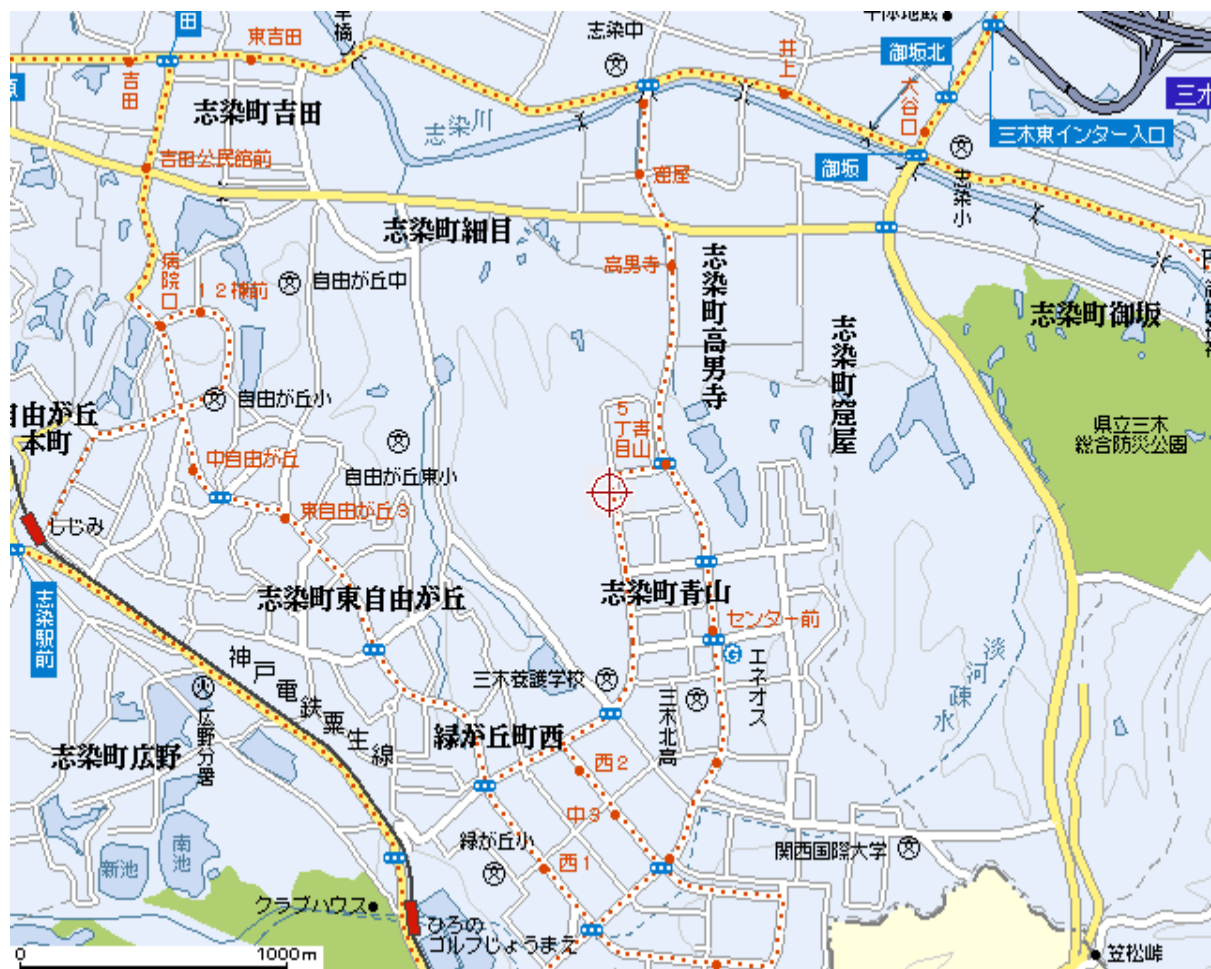 田
東吉田
吉田
志染中
井上
御坂北
大谷口
三木東インター入口
志染町吉田
志染川
御坂
志染小
吉田公民館前
窟屋
志染町細目
病院口
12棟前
自由が丘中
高男寺
志染町高男寺
志染町御坂
志染町窟屋
自由が丘小
自由が丘
本町
5丁目
青山
県立三木
総合防災公園
中自由が丘
自由が丘東小
東自由が丘3
しじみ
志染駅前
志染町東自由が丘
志染町青山
センター前
エネオス
淡河疎水
神戸電鉄粟生線
三木養護学校
三木北高
広野分署
志染町広野
緑が丘町西
西2
中3
緑が丘小
西1
関西国際大学
南池
新池
クラブハウス
ひろの
ゴルフじょうまえ
笠松峠
0
1000m